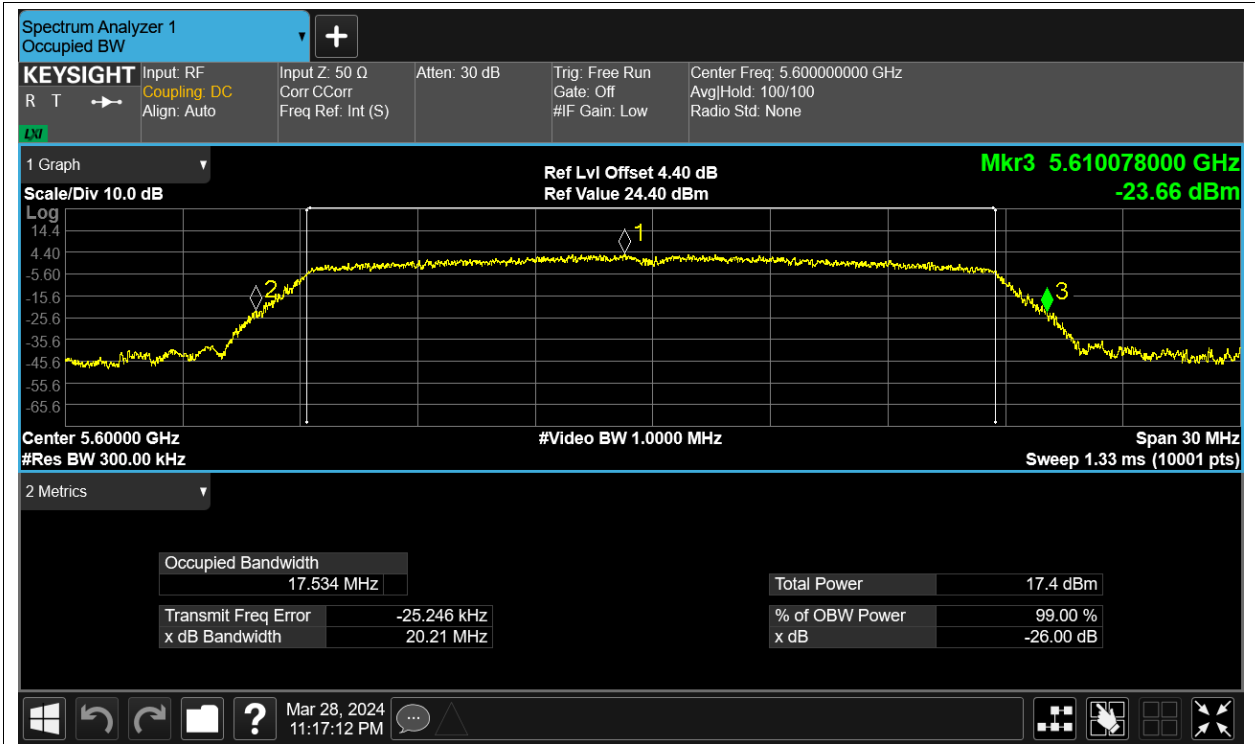 Spectrum Analyzer 1
Occupied BW
KEYSIGHT
R T
LXI
Input: RF
Coupling: DC
Align: Auto
Input Z: 50 Ω
Corr CCorr
Freq Ref: Int (S)
Atten: 30 dB
Trig: Free Run
Gate: Off
#IF Gain: Low
Center Freq: 5.600000000 GHz
Avg|Hold: 100/100
Radio Std: None
1 Graph
Scale/Div 10.0 dB
Ref Lvl Offset 4.40 dB
Ref Value 24.40 dBm
Mkr3 5.610078000 GHz
-23.66 dBm
Log
14.4
4.40
-5.60
-15.6
-25.6
-35.6
-45.6
-55.6
-65.6
1
2
3
Center 5.60000 GHz
#Res BW 300.00 kHz
#Video BW 1.0000 MHz
Span 30 MHz
Sweep 1.33 ms (10001 pts)
2 Metrics
Occupied Bandwidth
17.534 MHz
Transmit Freq Error -25.246 kHz
x dB Bandwidth 20.21 MHz
Total Power 17.4 dBm
% of OBW Power 99.00 %
x dB -26.00 dB
?
Mar 28, 2024
11:17:12 PM